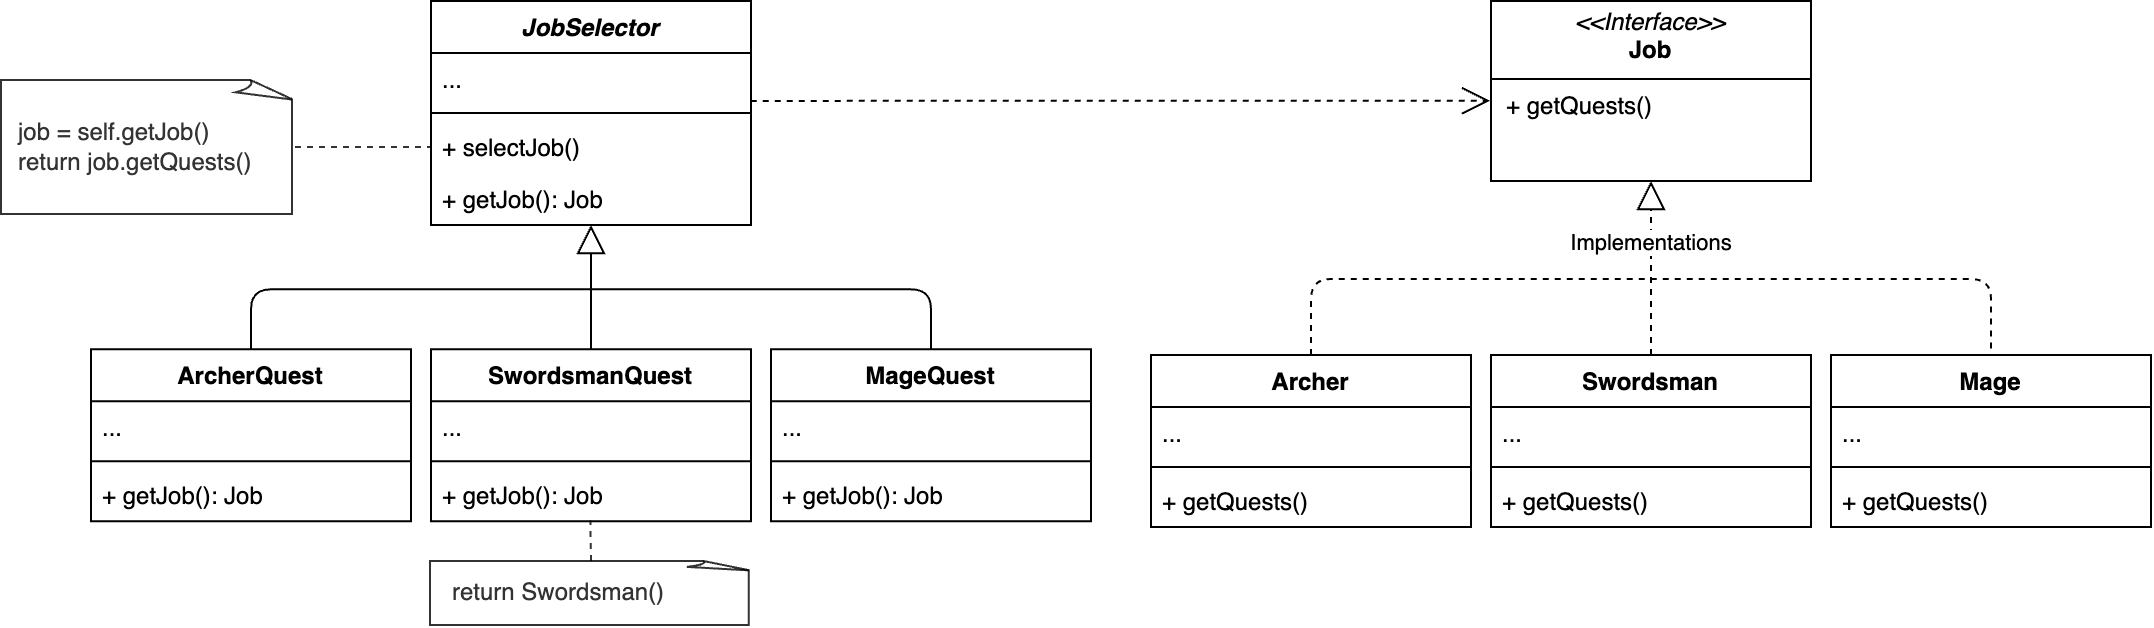 JobSelector
...
+ selectJob()
+ getJob(): Job
job = self.getJob()
return job.getQuests()
<<Interface>>
Job
+ getQuests()
Implementations
ArcherQuest
...
+ getJob(): Job
SwordsmanQuest
...
+ getJob(): Job
MageQuest
...
+ getJob(): Job
return Swordsman()
Archer
...
+ getQuests()
Swordsman
...
+ getQuests()
Mage
...
+ getQuests()